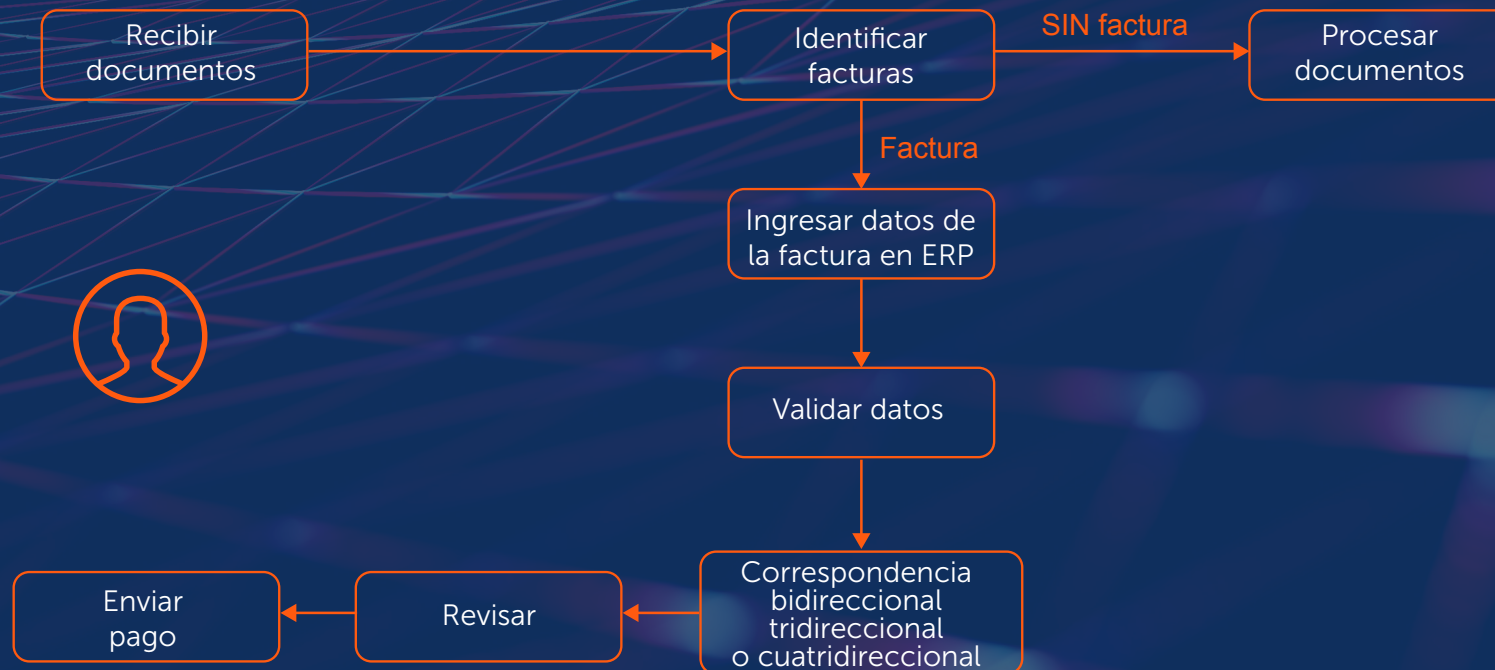 Recibir
documentos
Identificar
facturas
SIN factura
Procesar
documentos
Factura
Ingresar datos de
la factura en ERP
Validar datos
Correspondencia
bidireccional
tridireccional
o cuatridireccional
Revisar
Enviar
pago